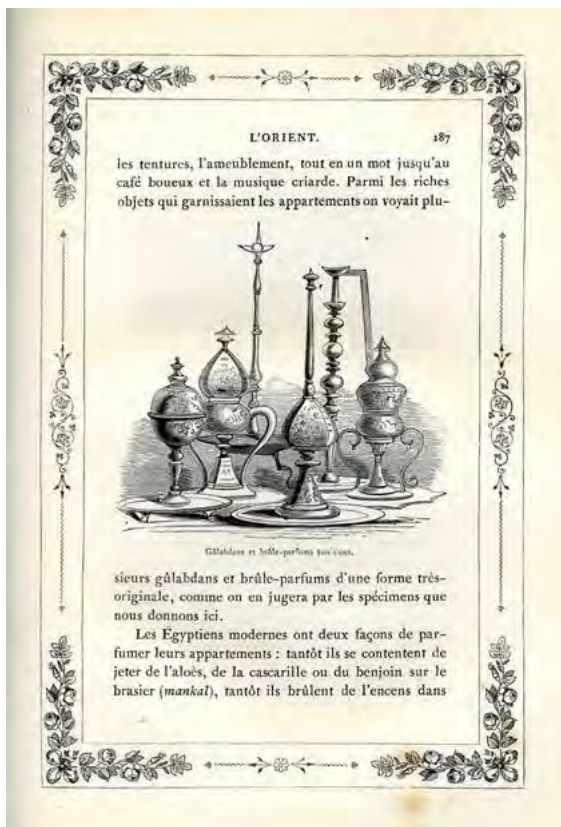 L'ORIENT. 187
les tentures, l'ameublement, tout en un mot jusqu'au
café boueux et la musique criarde. Parmi les riches
objets qui garnissaient les appartements on voyait plu-
Gûlabdans et brûle-parfums
sieurs gûlabdans et brûle-parfums d'une forme très-
originale, comme on en jugera par les spécimens que
nous donnons ici.
Les Égyptiens modernes ont deux façons de par-
fumer leurs appartements : tantôt ils se contentent de
jeter de l'aloès, de la cascarille ou du benjoin sur le
brasier (mankal), tantôt ils brûlent de l'encens dans